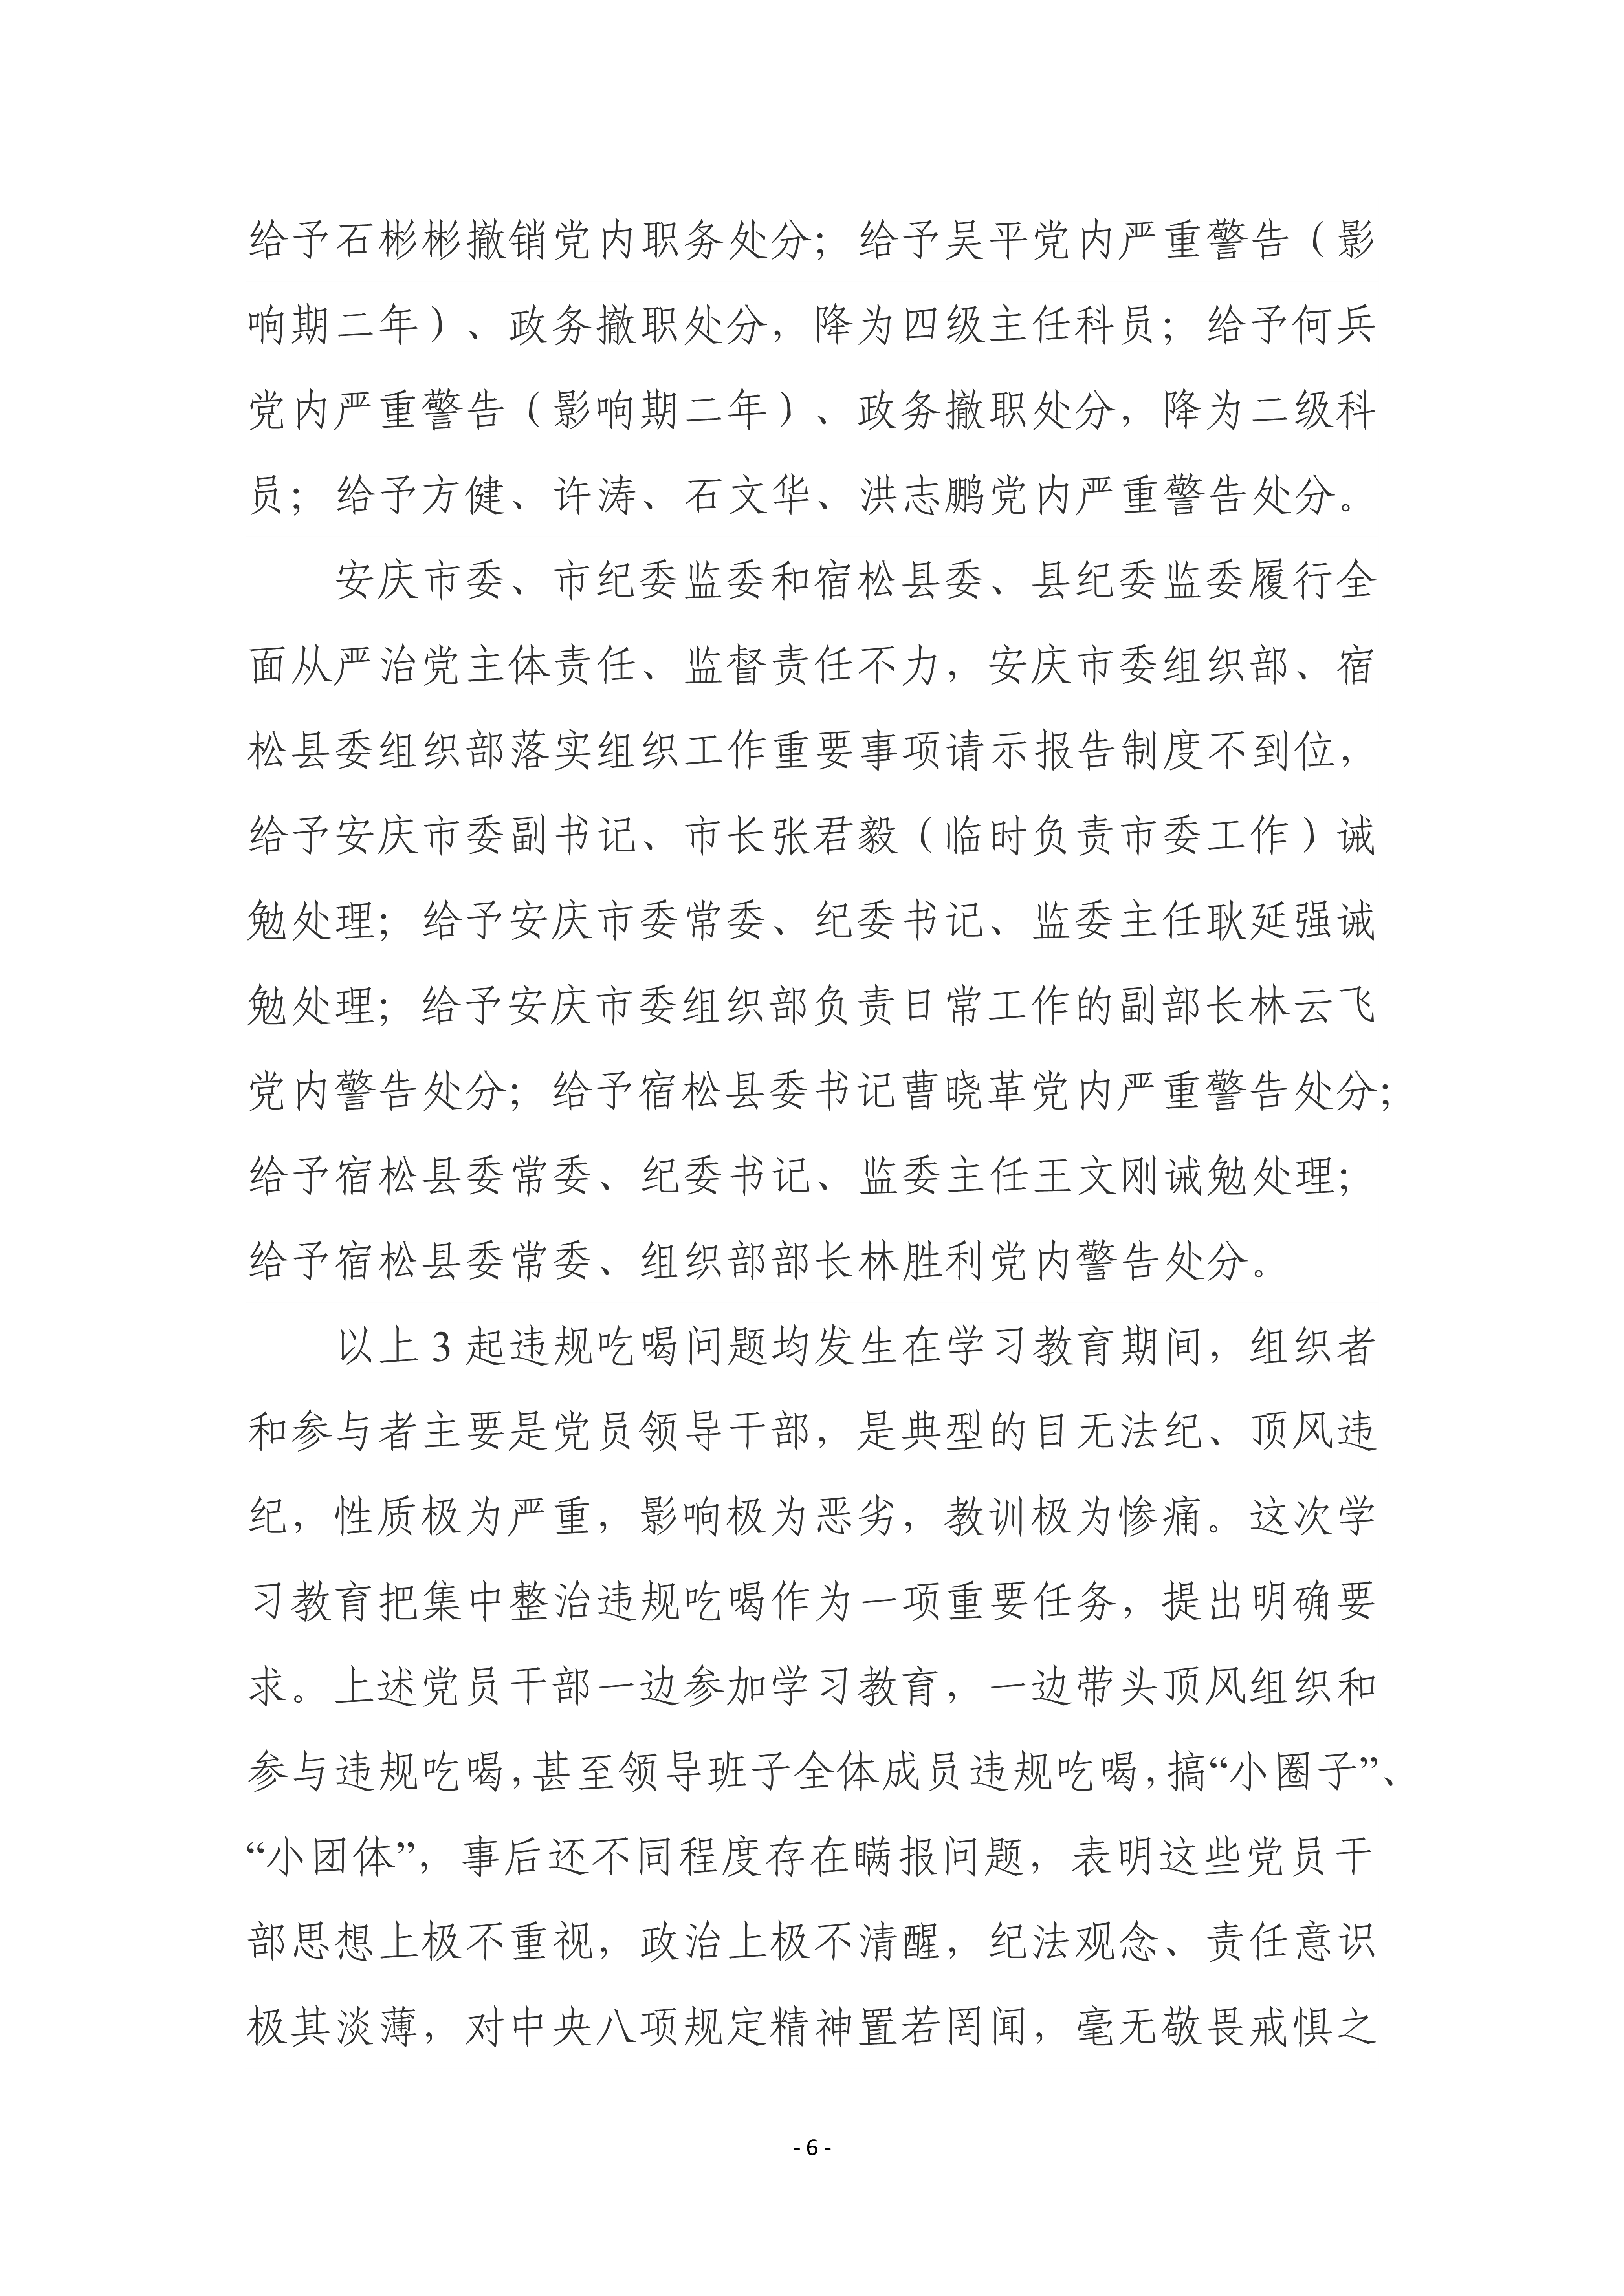 给予石彬彬撤销党内职务处分；给予吴平党内严重警告（影
响期二年）、政务撤职处分，降为四级主任科员；给予何兵
党内严重警告（影响期二年）、政务撤职处分，降为二级科
员；给予方健、许涛、石文华、洪志鹏党内严重警告处分。
安庆市委、市纪委监委和宿松县委、县纪委监委履行全
面从严治党主体责任、监督责任不力，安庆市委组织部、宿
松县委组织部落实组织工作重要事项请示报告制度不到位，
给予安庆市委副书记、市长张君毅（临时负责市委工作）诫
勉处理；给予安庆市委常委、纪委书记、监委主任耿延强诫
勉处理；给予安庆市委组织部负责日常工作的副部长林云飞
党内警告处分；给予宿松县委书记曹晓革党内严重警告处分；
给予宿松县委常委、纪委书记、监委主任王文刚诫勉处理；
给予宿松县委常委、组织部部长林胜利党内警告处分。
以上 3 起违规吃喝问题均发生在学习教育期间，组织者
和参与者主要是党员领导干部，是典型的目无法纪、顶风违
纪，性质极为严重，影响极为恶劣，教训极为惨痛。这次学
习教育把集中整治违规吃喝作为一项重要任务，提出明确要
求。上述党员干部一边参加学习教育，一边带头顶风组织和
参与违规吃喝，甚至领导班子全体成员违规吃喝，搞“小圈子”、
“小团体”，事后还不同程度存在瞒报问题，表明这些党员干
部思想上极不重视，政治上极不清醒，纪法观念、责任意识
极其淡薄，对中央八项规定精神置若罔闻，毫无敬畏戒惧之
- 6 -